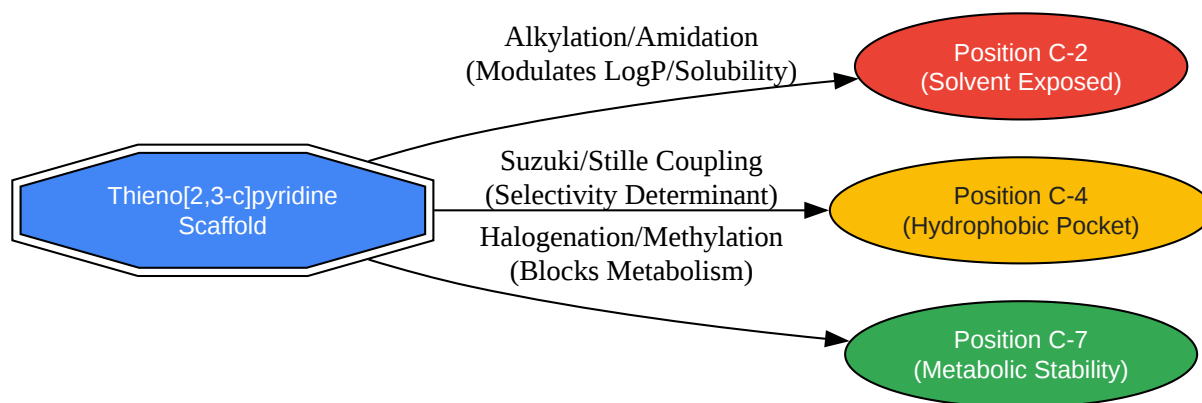 Thieno[2,3-c]pyridine
Scaffold
Alkylation/Amidation
(Modulates LogP/Solubility)
Position C-2
(Solvent Exposed)
Suzuki/Stille Coupling
(Selectivity Determinant)
Position C-4
(Hydrophobic Pocket)
Halogenation/Methylation
(Blocks Metabolism)
Position C-7
(Metabolic Stability)